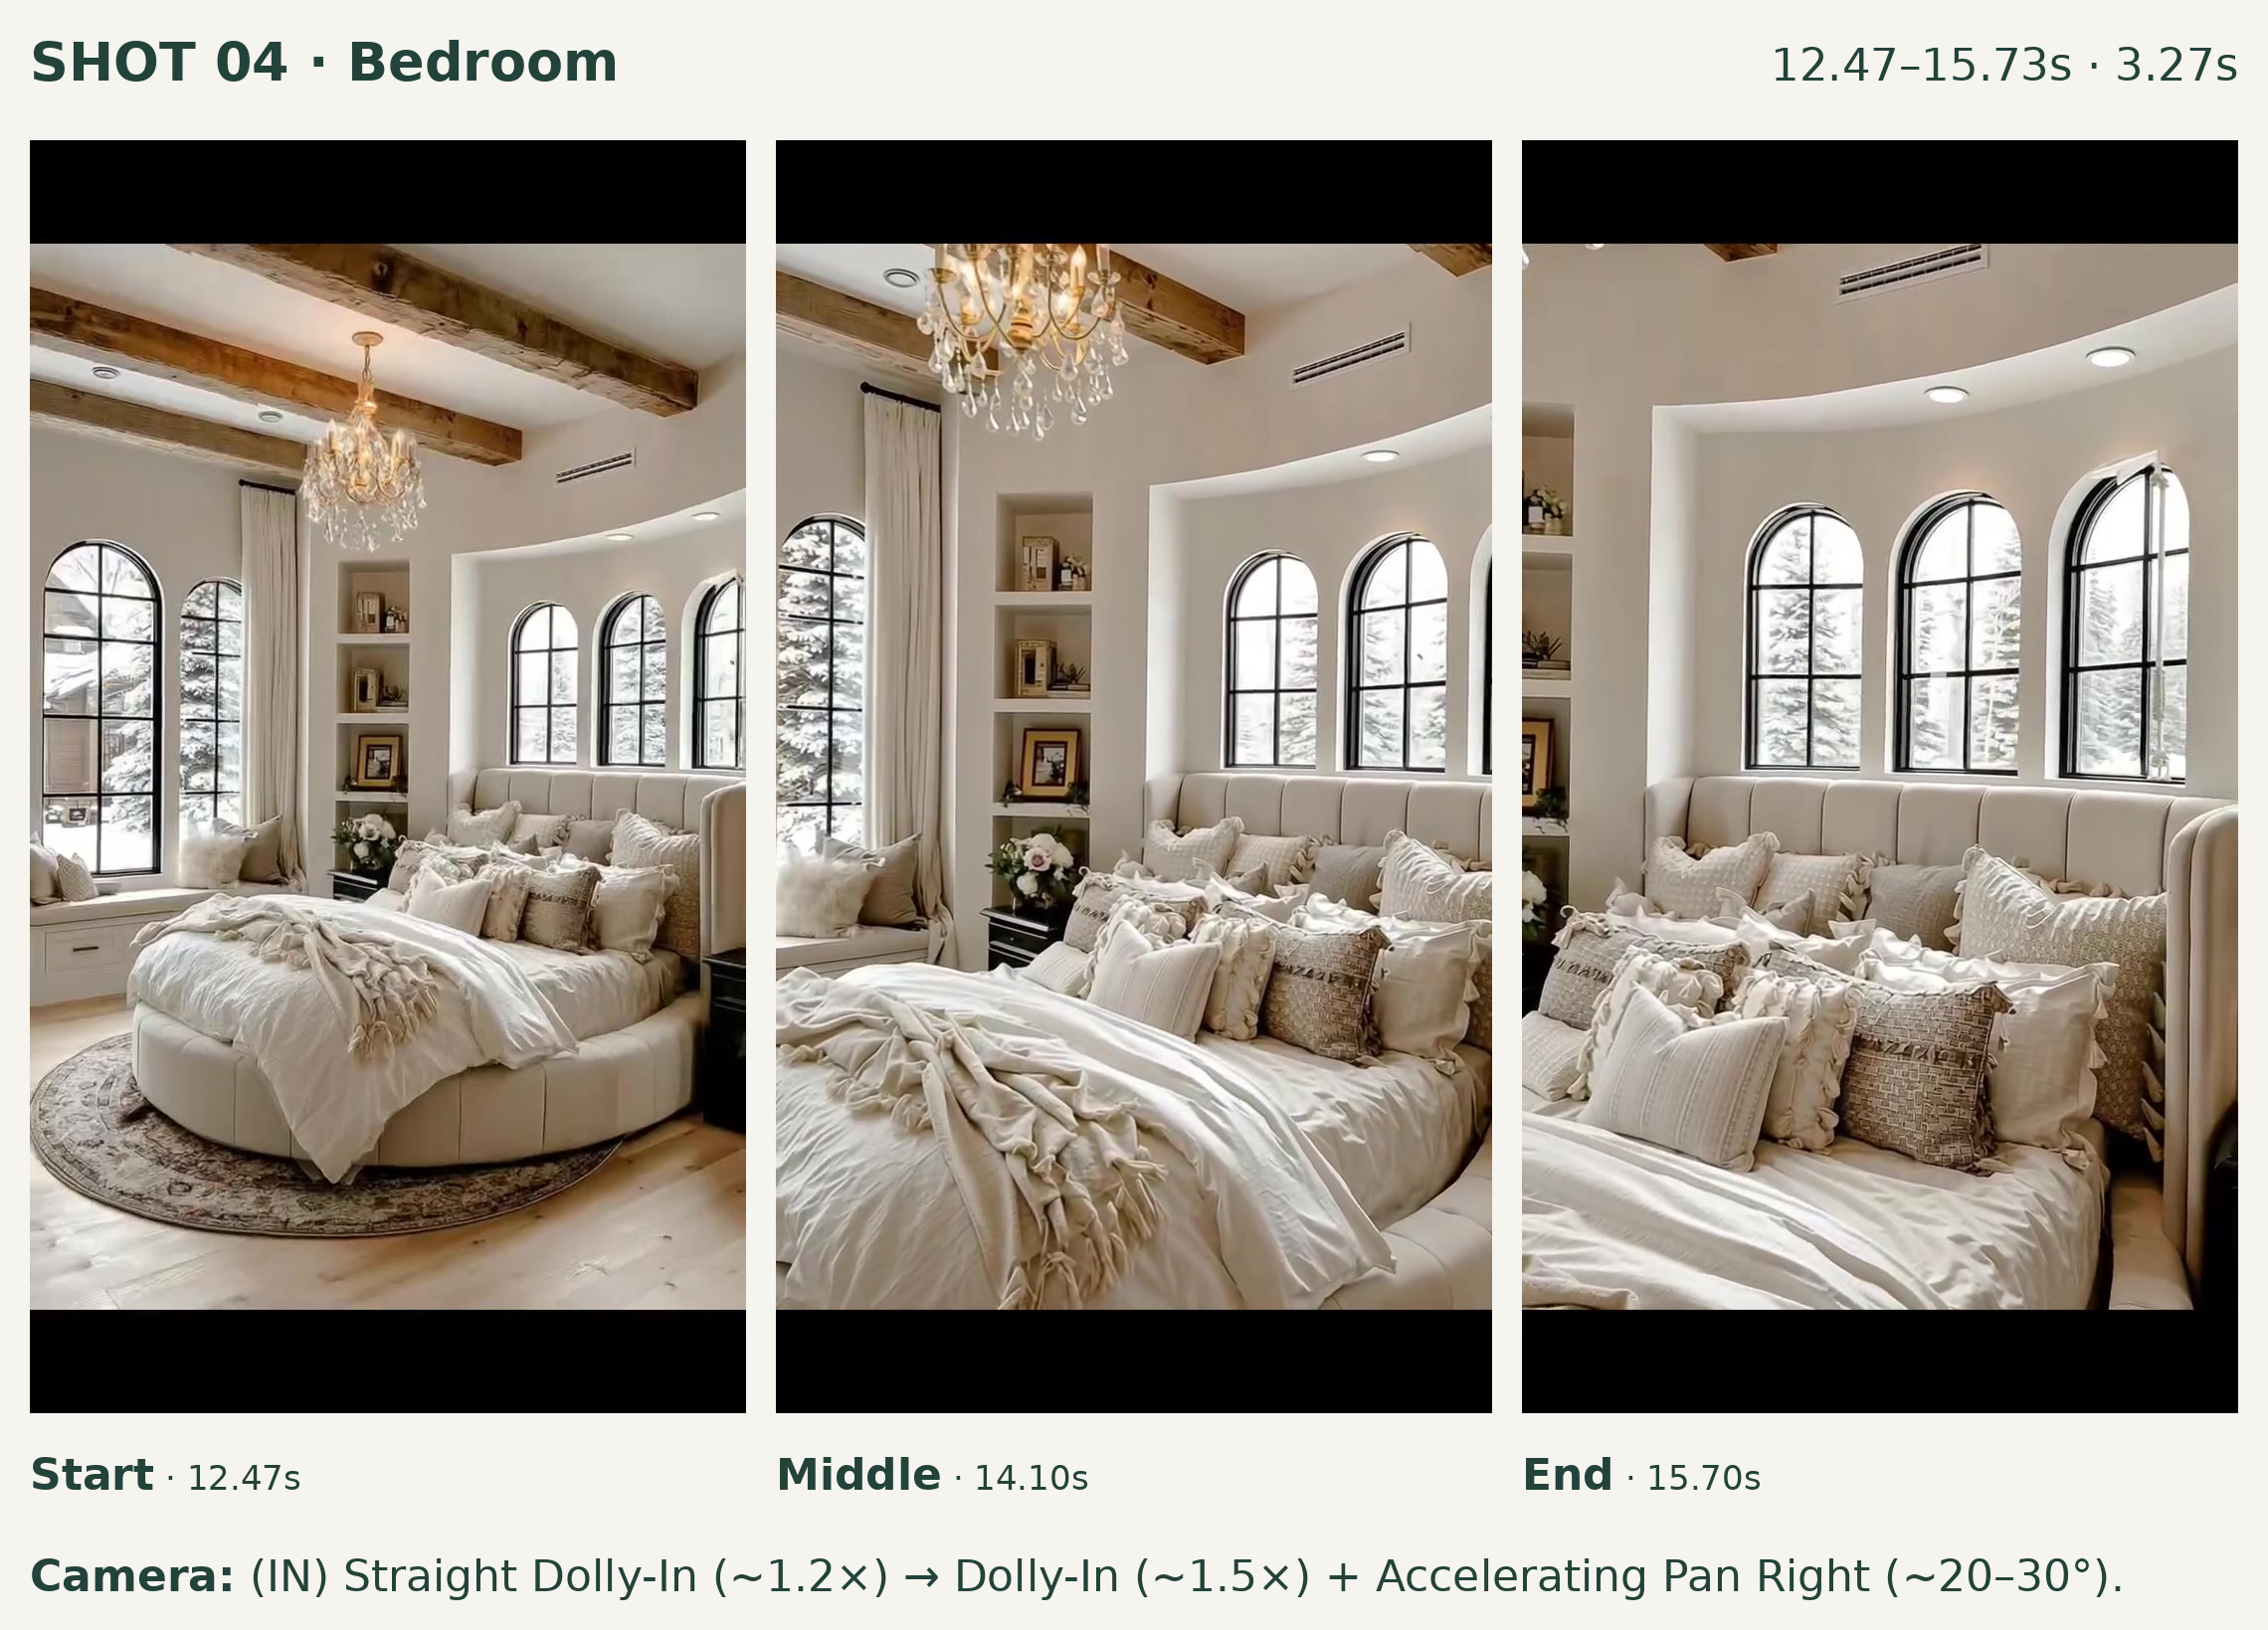 SHOT 04 · Bedroom
12.47–15.73s · 3.27s
Start · 12.47s
Middle · 14.10s
End · 15.70s
Camera: (IN) Straight Dolly-In (~1.2×) → Dolly-In (~1.5×) + Accelerating Pan Right (~20–30°).